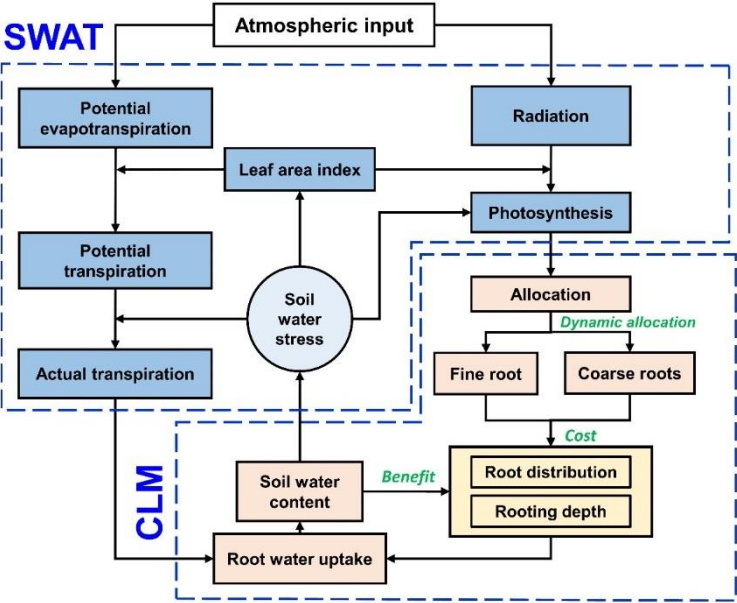 SWAT
Atmospheric input
Potential
evapotranspiration
Radiation
Leaf area index
Photosynthesis
Potential
transpiration
Soil
water
stress
Allocation
Dynamic allocation
Actual transpiration
Fine root
Coarse roots
Cost
CLM
Soil water
content
Benefit
Root distribution
Rooting depth
Root water uptake